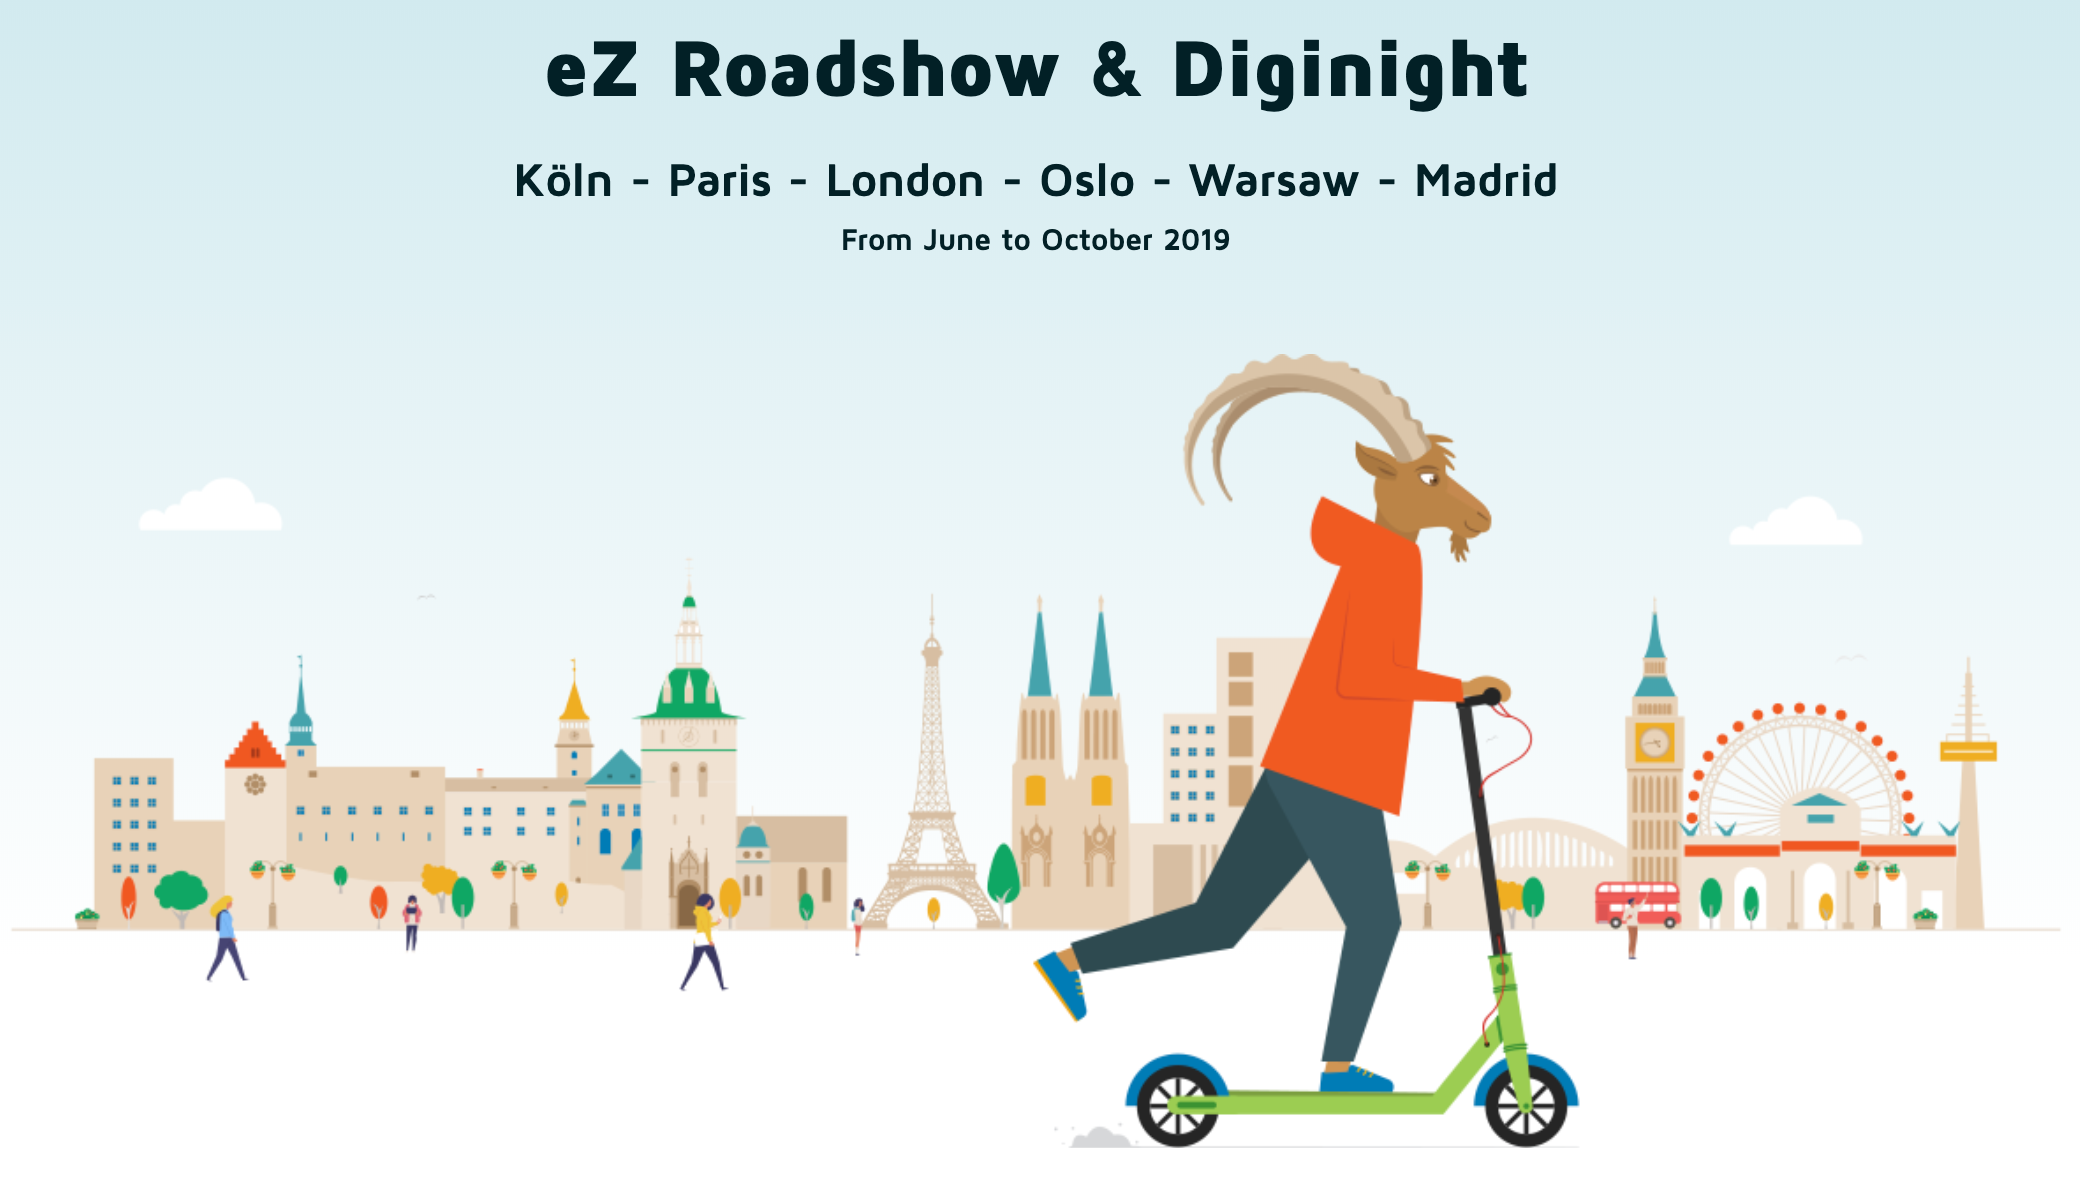 eZ Roadshow & Diginight
Köln - Paris - London - Oslo - Warsaw - Madrid
From June to October 2019